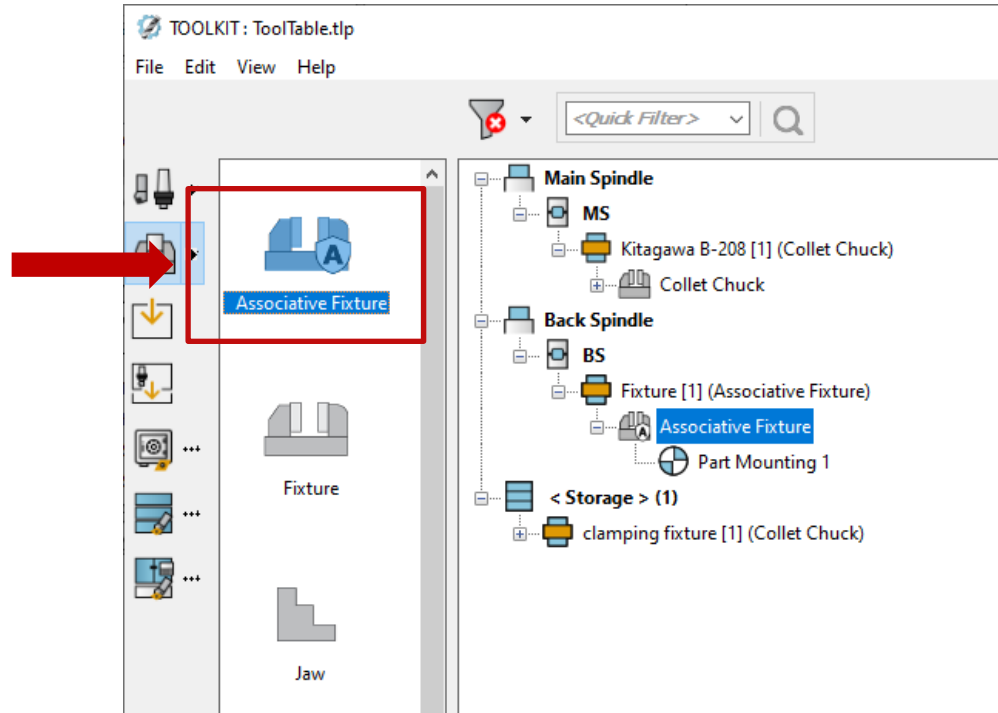 TOOLKIT : ToolTable.tlp
File Edit View Help
<Quick Filter>
Associative Fixture
Fixture
Jaw
Main Spindle
MS
Kitagawa B-208 [1] (Collet Chuck)
Collet Chuck
Back Spindle
BS
Fixture [1] (Associative Fixture)
A Associative Fixture
Part Mounting 1
< Storage > (1)
clamping fixture [1] (Collet Chuck)